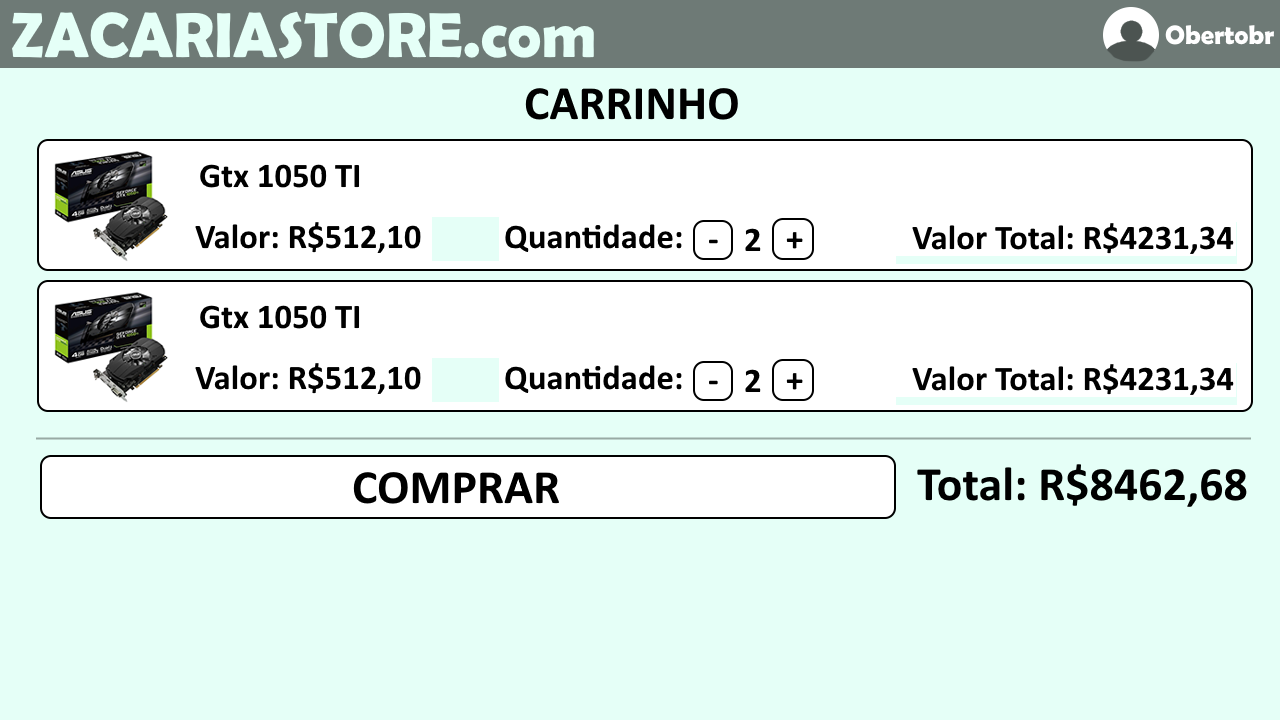 ZACARIASTORE.com
Obertobr
CARRINHO
Gtx 1050 TI
Valor: R$512,10 Quantidade: - 2 + Valor Total: R$4231,34
Gtx 1050 TI
Valor: R$512,10 Quantidade: - 2 + Valor Total: R$4231,34
COMPRAR Total: R$8462,68